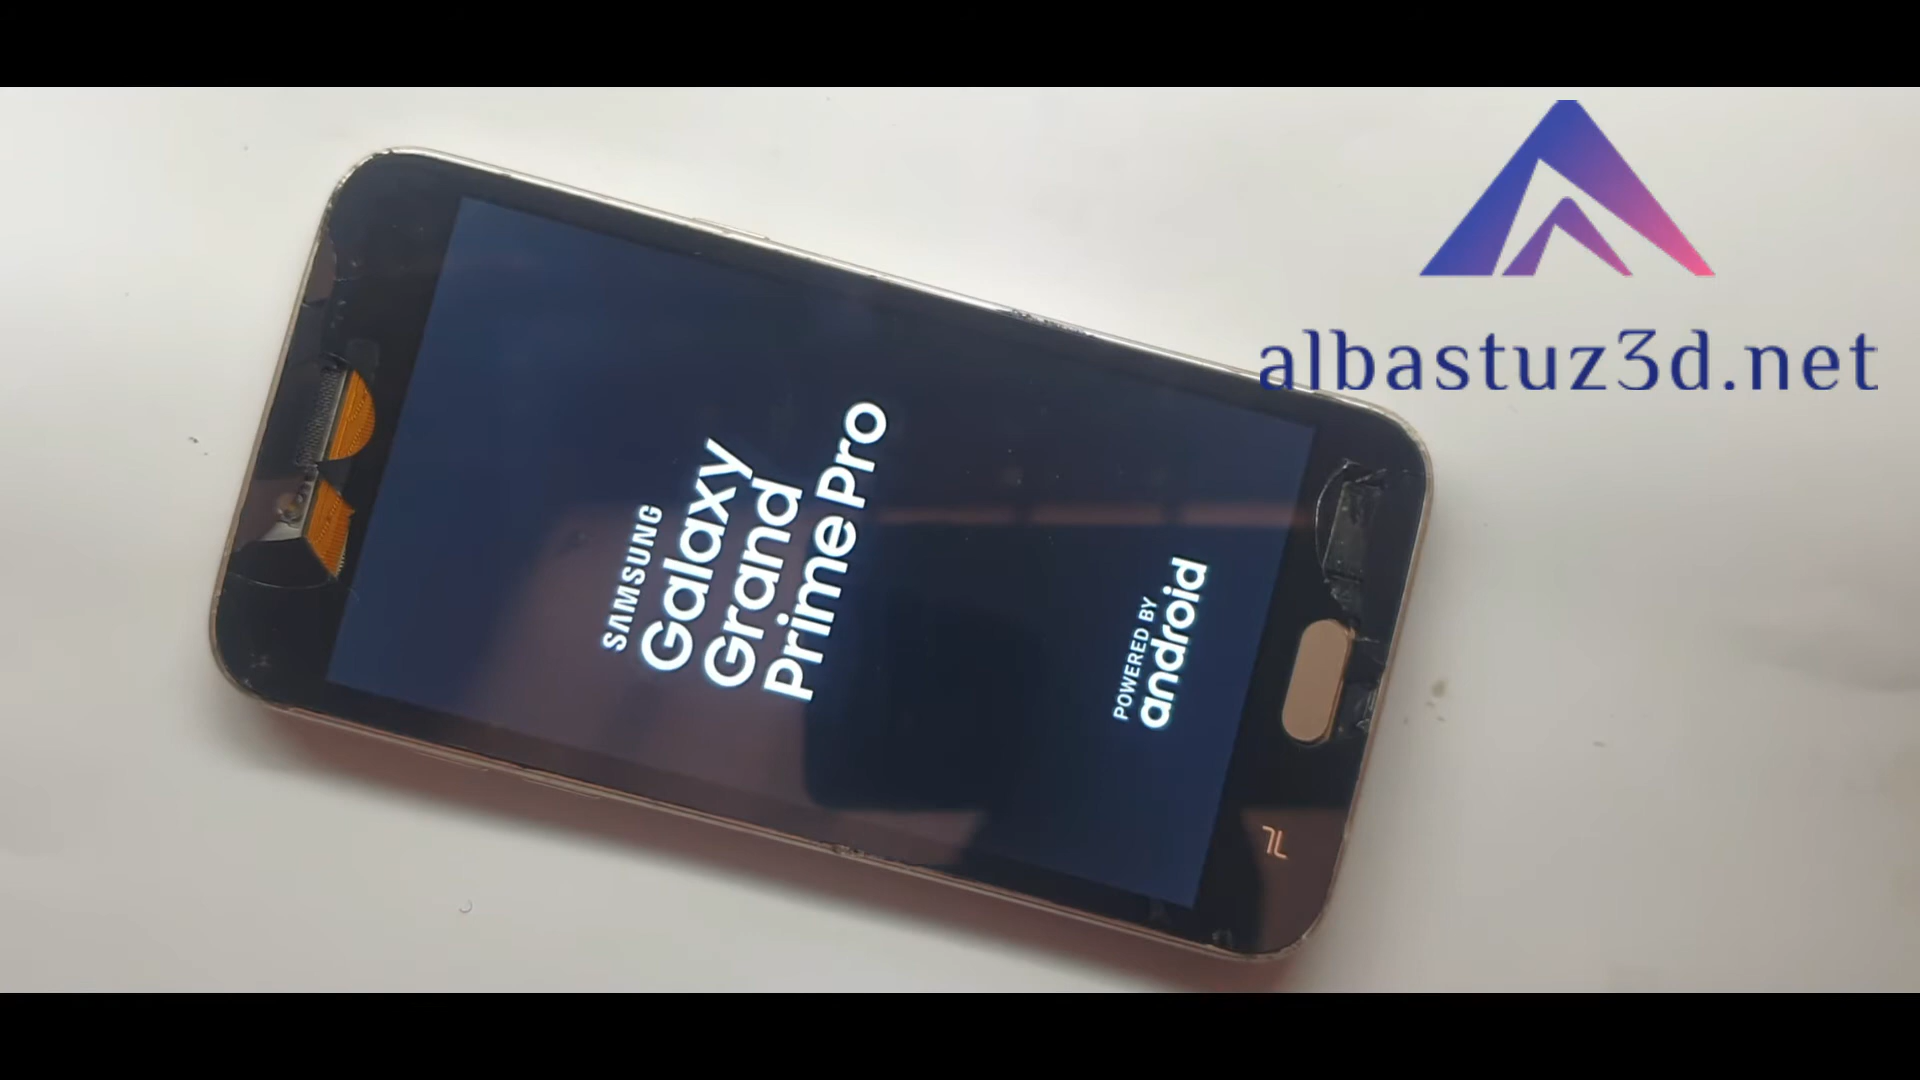 albastuz3d.net
SAMSUNG
Galaxy
Grand
Prime Pro
POWERED BY
android